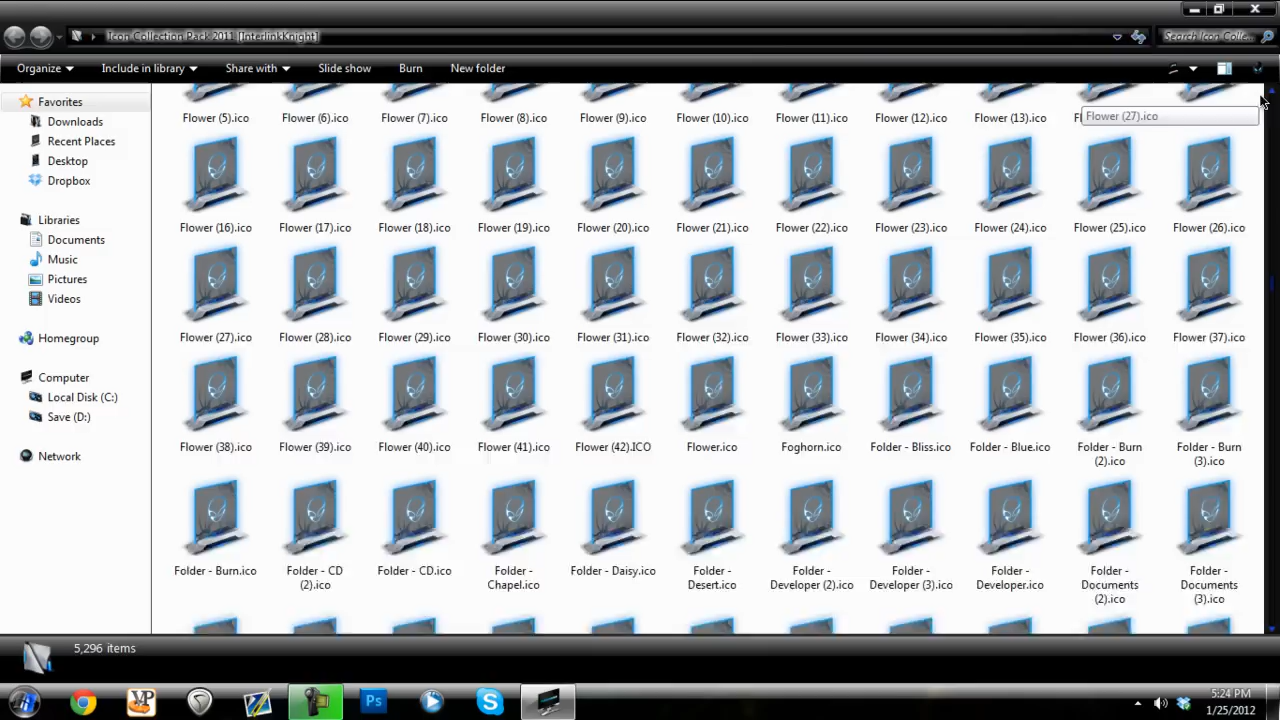 Icon Collection Pack 2011 [InterlinkKnight]
Search Icon Colle...
Organize
Include in library
Share with
Slide show
Burn
New folder
Favorites
Downloads
Recent Places
Desktop
Dropbox
Libraries
Documents
Music
Pictures
Videos
Homegroup
Computer
Local Disk (C:)
Save (D:)
Network
Flower (5).ico
Flower (6).ico
Flower (7).ico
Flower (8).ico
Flower (9).ico
Flower (10).ico
Flower (11).ico
Flower (12).ico
Flower (13).ico
Flower (27).ico
Flower (16).ico
Flower (17).ico
Flower (18).ico
Flower (19).ico
Flower (20).ico
Flower (21).ico
Flower (22).ico
Flower (23).ico
Flower (24).ico
Flower (25).ico
Flower (26).ico
Flower (27).ico
Flower (28).ico
Flower (29).ico
Flower (30).ico
Flower (31).ico
Flower (32).ico
Flower (33).ico
Flower (34).ico
Flower (35).ico
Flower (36).ico
Flower (37).ico
Flower (38).ico
Flower (39).ico
Flower (40).ico
Flower (41).ico
Flower (42).ICO
Flower.ico
Foghorn.ico
Folder - Bliss.ico
Folder - Blue.ico
Folder - Burn
(2).ico
Folder - Burn
(3).ico
Folder - Burn.ico
Folder - CD
(2).ico
Folder - CD.ico
Folder -
Chapel.ico
Folder - Daisy.ico
Folder -
Desert.ico
Folder -
Developer (2).ico
Folder -
Developer (3).ico
Folder -
Developer.ico
Folder -
Documents
(2).ico
Folder -
Documents
(3).ico
5,296 items
VP
Ps
5:24 PM
1/25/2012